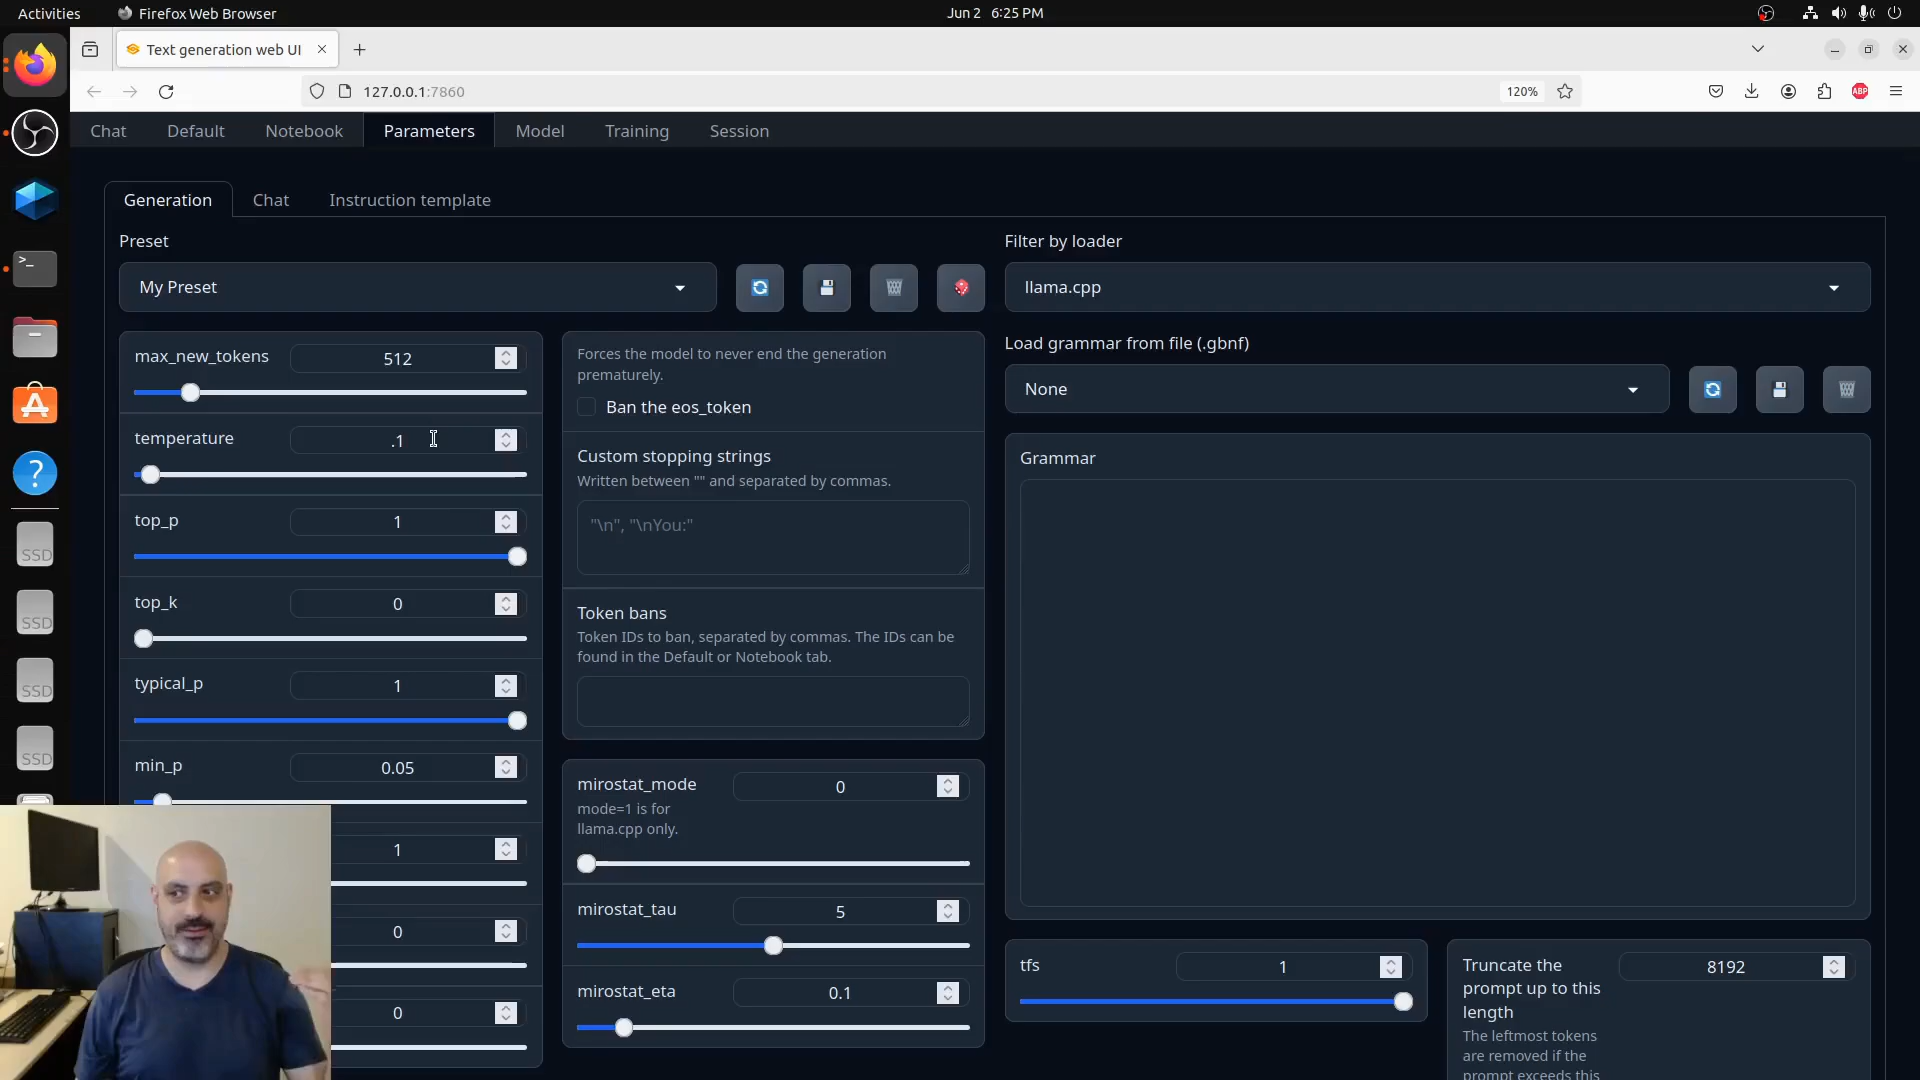 Activities
Firefox Web Browser
Jun 2 6:25 PM
Text generation web UI
127.0.0.1:7860
120%
ABP
Chat
Default
Notebook
Parameters
Model
Training
Session
Generation
Chat
Instruction template
Preset
My Preset
Filter by loader
llama.cpp
Load grammar from file (.gbnf)
None
Grammar
max_new_tokens
512
temperature
.1
top_p
1
top_k
0
typical_p
1
min_p
0.05
1
0
0
Forces the model to never end the generation
prematurely.
Ban the eos_token
Custom stopping strings
Written between "" and separated by commas.
"\n", "\nYou:"
Token bans
Token IDs to ban, separated by commas. The IDs can be
found in the Default or Notebook tab.
mirostat_mode
0
mode=1 is for
llama.cpp only.
mirostat_tau
5
mirostat_eta
0.1
tfs
1
Truncate the
prompt up to this
length
8192
The leftmost tokens
are removed if the
prompt exceeds this
SSD
SSD
SSD
SSD